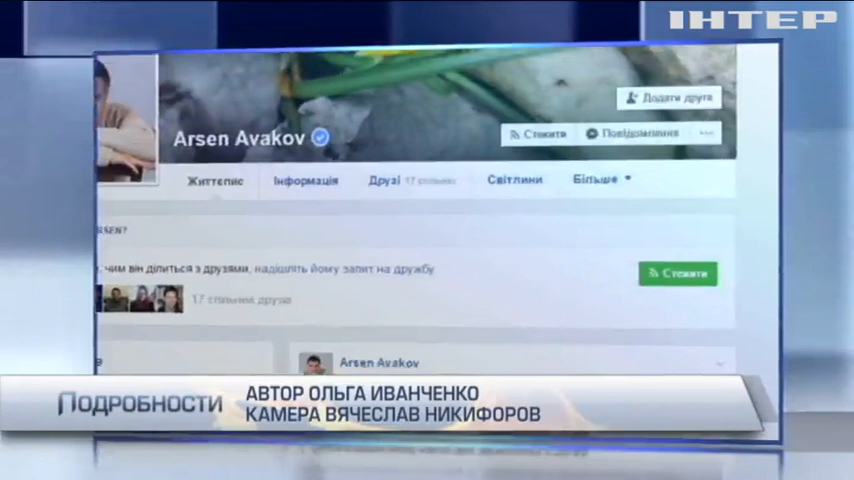 ІНТЕР
Додати друга
Arsen Avakov
Стежити
Повідомлення
Життєпис
Інформація
Друзі 17 спільних
Світлини
Більше
RSEN?
, чим він ділиться з друзями, надішліть йому запит на дружбу
Стежити
17 спільних друзів
Arsen Avakov
ПОДРОБНОСТИ
АВТОР ОЛЬГА ИВАНЧЕНКО
КАМЕРА ВЯЧЕСЛАВ НИКИФОРОВ